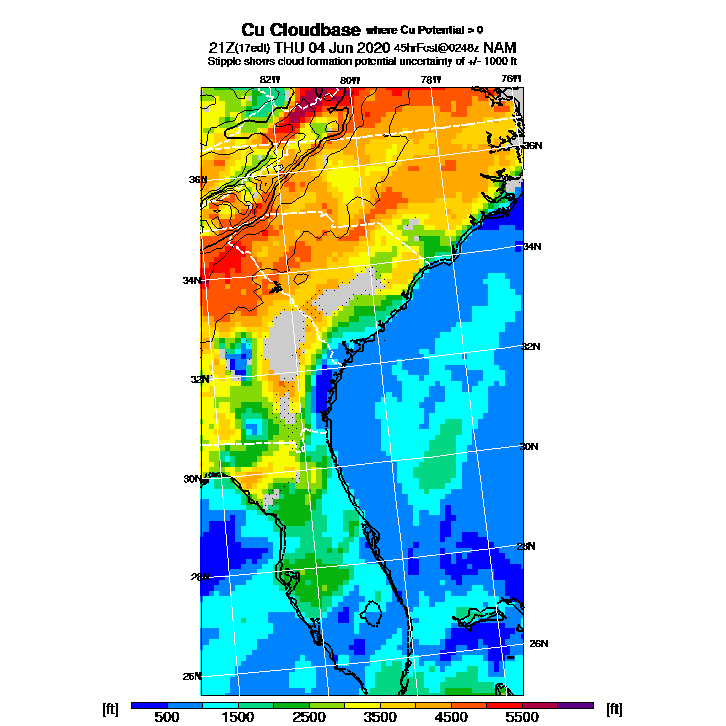 Cu Cloudbase where Cu Potential > 0
21Z(17edt) THU 04 Jun 2020 45hrFcst@0248z NAM
Stipple shows cloud formation potential uncertainty of +/- 1000 ft
82W 80W 78W 76W
36N
36N
34N
34N
32N
32N
30N
30N
28N
28N
26N
26N
[ft] 500 1500 2500 3500 4500 5500 [ft]